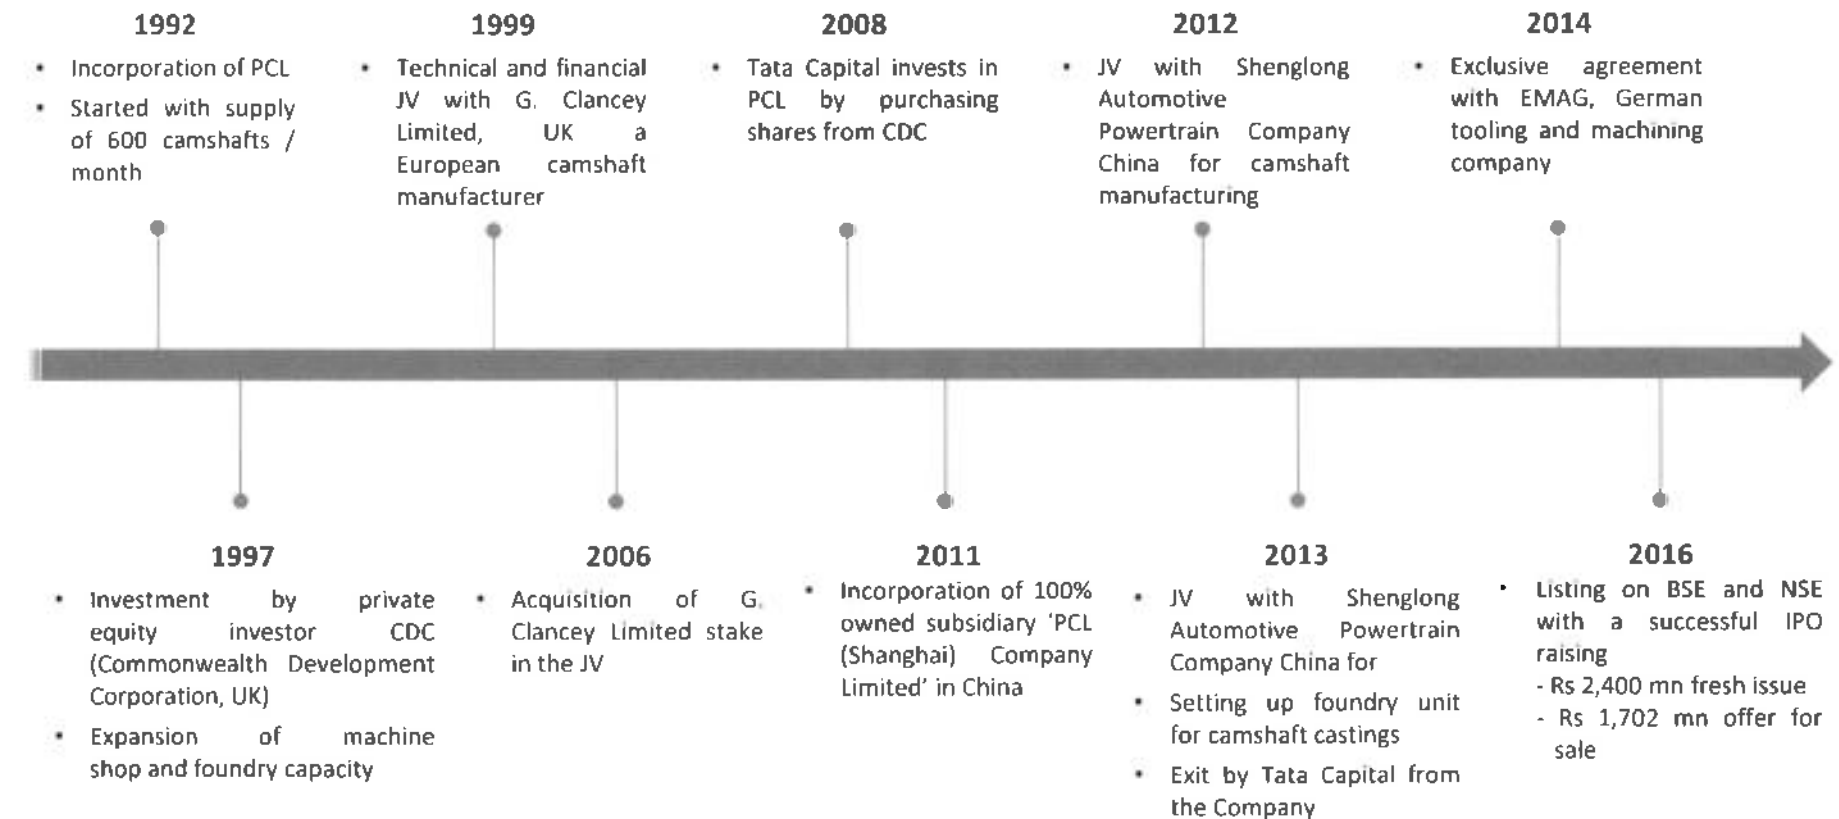 1992
• Incorporation of PCL
• Started with supply
of 600 camshafts /
month
1999
• Technical and financial
JV with G. Clancey
Limited, UK a
European camshaft
manufacturer
2008
• Tata Capital invests in
PCL by purchasing
shares from CDC
2012
• JV with Shenglong
Automotive
Powertrain Company
China for camshaft
manufacturing
2014
• Exclusive agreement
with EMAG, German
tooling and machining
company
1997
• Investment by private
equity investor CDC
(Commonwealth Development
Corporation, UK)
• Expansion of machine
shop and foundry capacity
2006
• Acquisition of G.
Clancey Limited stake
in the JV
2011
• Incorporation of 100%
owned subsidiary 'PCL
(Shanghai) Company
Limited' in China
2013
• JV with Shenglong
Automotive Powertrain
Company China for
• Setting up foundry unit
for camshaft castings
• Exit by Tata Capital from
the Company
2016
• Listing on BSE and NSE
with a successful IPO
raising
- Rs 2,400 mn fresh issue
- Rs 1,702 mn offer for
sale